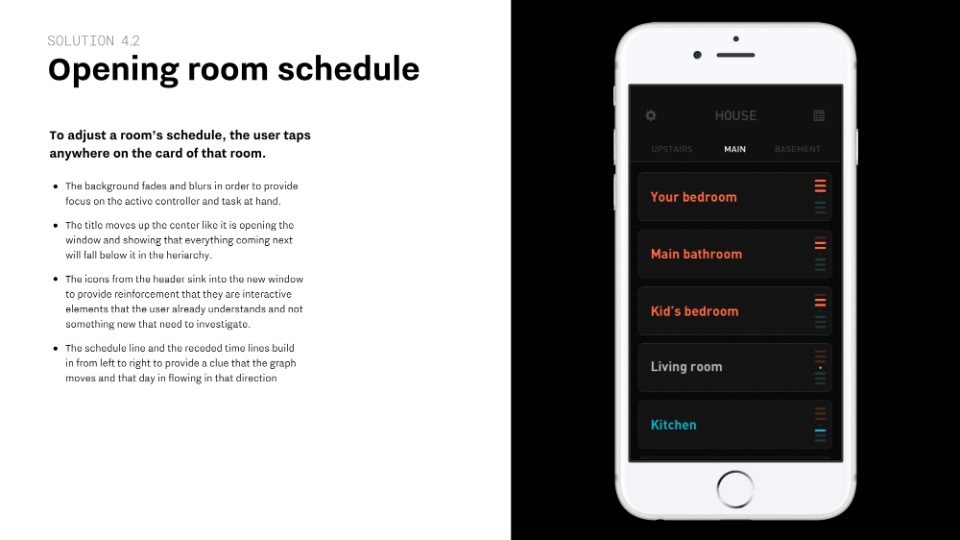 SOLUTION 4.2
Opening room schedule
To adjust a room's schedule, the user taps
anywhere on the card of that room.
• The background fades and blurs in order to provide
focus on the active controller and task at hand.
• The title moves up the center like it is opening the
window and showing that everything coming next
will fall below it in the heriarchy.
• The icons from the header sink into the new window
to provide reinforcement that they are interactive
elements that the user already understands and not
something new that need to investigate.
• The schedule line and the receded time lines build
in from left to right to provide a clue that the graph
moves and that day in flowing in that direction
HOUSE
UPSTAIRS MAIN BASEMENT
Your bedroom
Main bathroom
Kid's bedroom
Living room
Kitchen